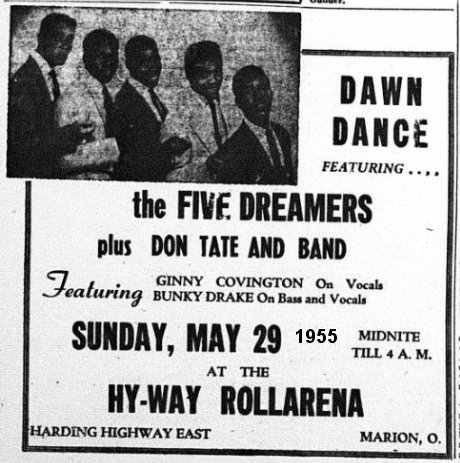 DAWN
DANCE
FEATURING ....
the FIVE DREAMERS
plus DON TATE AND BAND
Featuring GINNY COVINGTON On Vocals
BUNKY DRAKE On Bass and Vocals
SUNDAY, MAY 29 1955 MIDNITE
TILL 4 A. M.
AT THE
HY-WAY ROLLARENA
HARDING HIGHWAY EAST MARION, O.